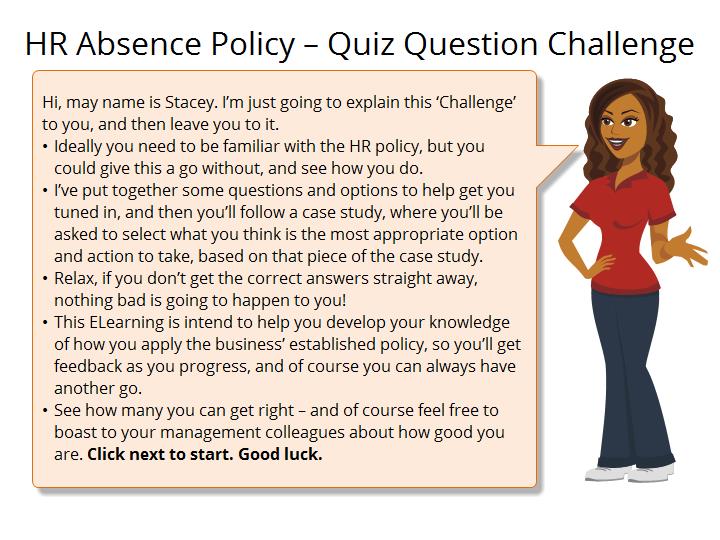 HR Absence Policy – Quiz Question Challenge
Hi, may name is Stacey. I’m just going to explain this ‘Challenge’
to you, and then leave you to it.
• Ideally you need to be familiar with the HR policy, but you
could give this a go without, and see how you do.
• I’ve put together some questions and options to help get you
tuned in, and then you’ll follow a case study, where you’ll be
asked to select what you think is the most appropriate option
and action to take, based on that piece of the case study.
• Relax, if you don’t get the correct answers straight away,
nothing bad is going to happen to you!
• This ELearning is intend to help you develop your knowledge
of how you apply the business’ established policy, so you’ll get
feedback as you progress, and of course you can always have
another go.
• See how many you can get right – and of course feel free to
boast to your management colleagues about how good you
are. Click next to start. Good luck.